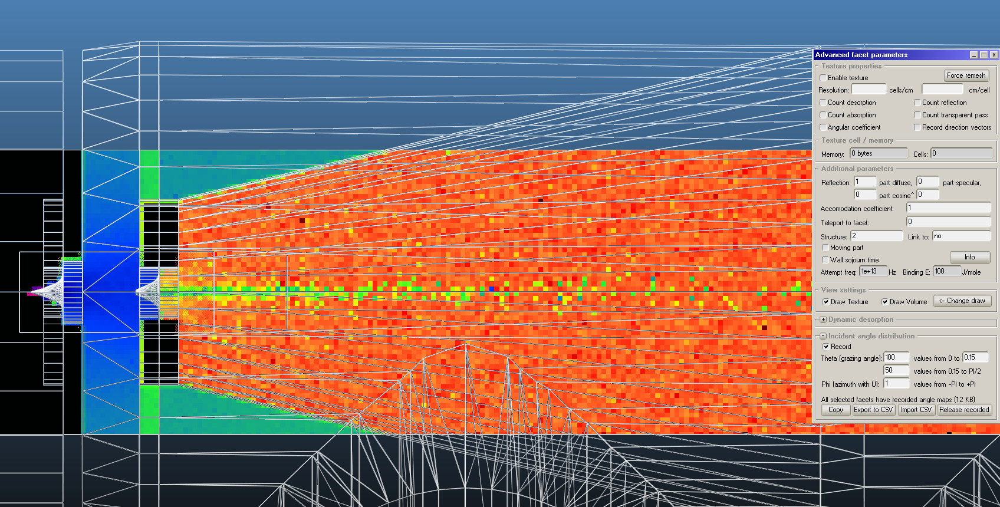 Advanced facet parameters
Texture properties
Enable texture Force remesh
Resolution: cells/cm cm/cell
Count desorption Count reflection
Count absorption Count transparent pass
Angular coefficient Record direction vectors
Texture cell / memory
Memory: 0 bytes Cells: 0
Additional parameters
Reflection: 1 part diffuse, 0 part specular,
0 part cosine^ 0
Accomodation coefficient: 1
Teleport to facet: 0
Structure: 2 Link to: no
Moving part
Wall sojourn time Info
Attempt freq: 1e+13 Hz Binding E: 100 J/mole
View settings
Draw Texture Draw Volume <- Change draw
Dynamic desorption
Incident angle distribution
Record
Theta (grazing angle): 100 values from 0 to 0.15
50 values from 0.15 to PI/2
Phi (azimuth with U): 1 values from -PI to +PI
All selected facets have recorded angle maps (1.2 KB)
Copy Export to CSV Import CSV Release recorded